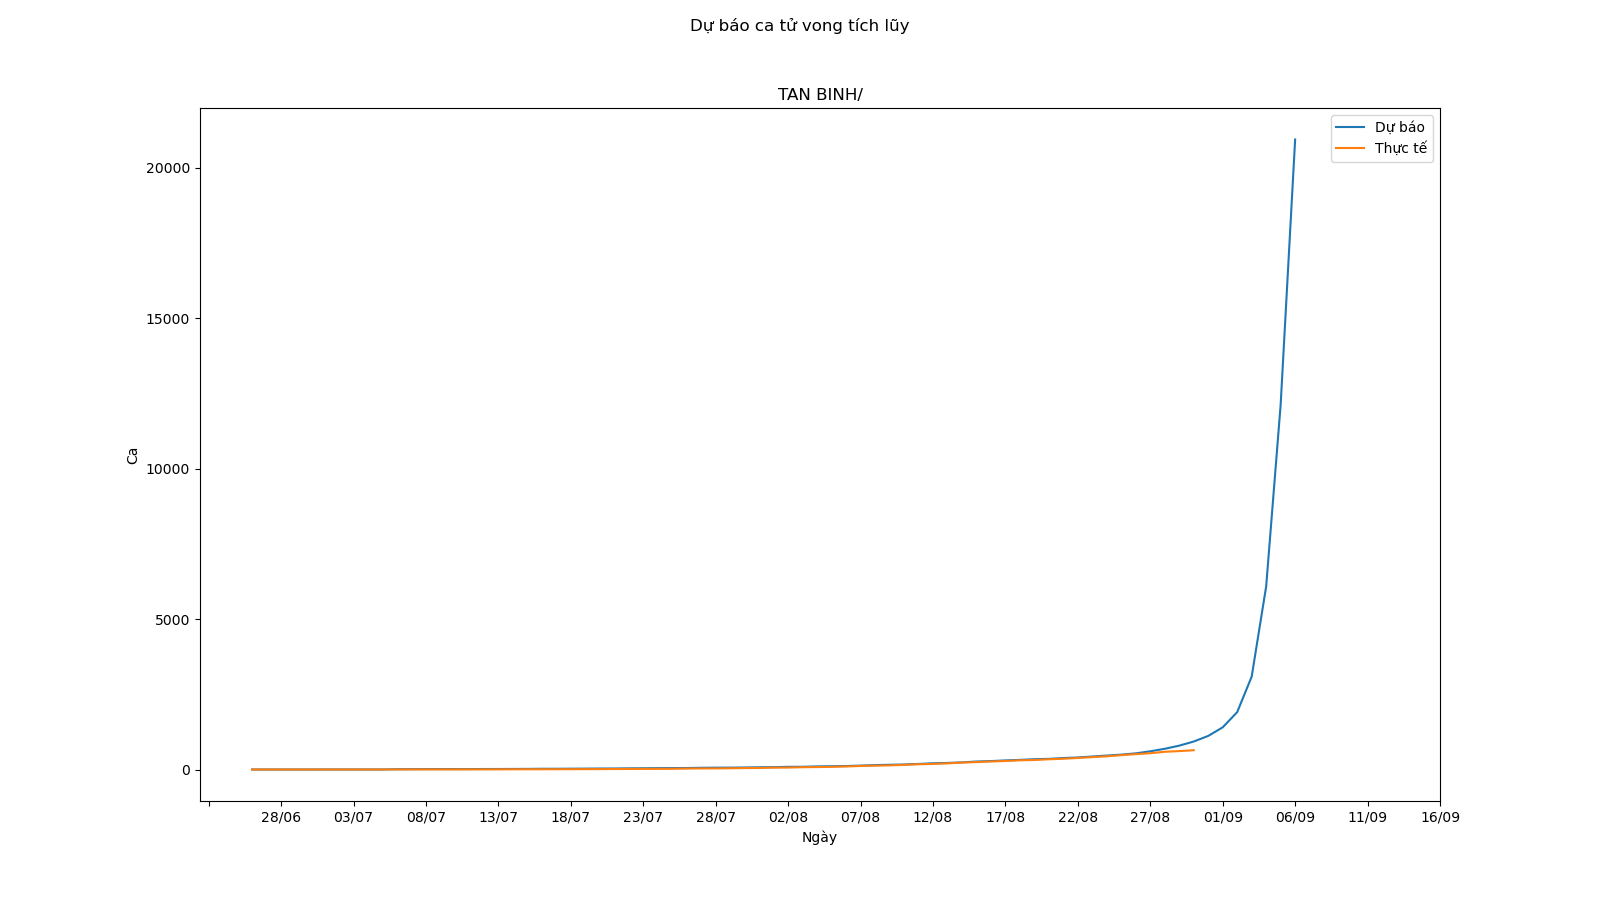 Dự báo ca tử vong tích lũy
TAN BINH/
Dự báo
Thực tế
20000
15000
10000
5000
0
Ca
28/06 03/07 08/07 13/07 18/07 23/07 28/07 02/08 07/08 12/08 17/08 22/08 27/08 01/09 06/09 11/09 16/09
Ngày